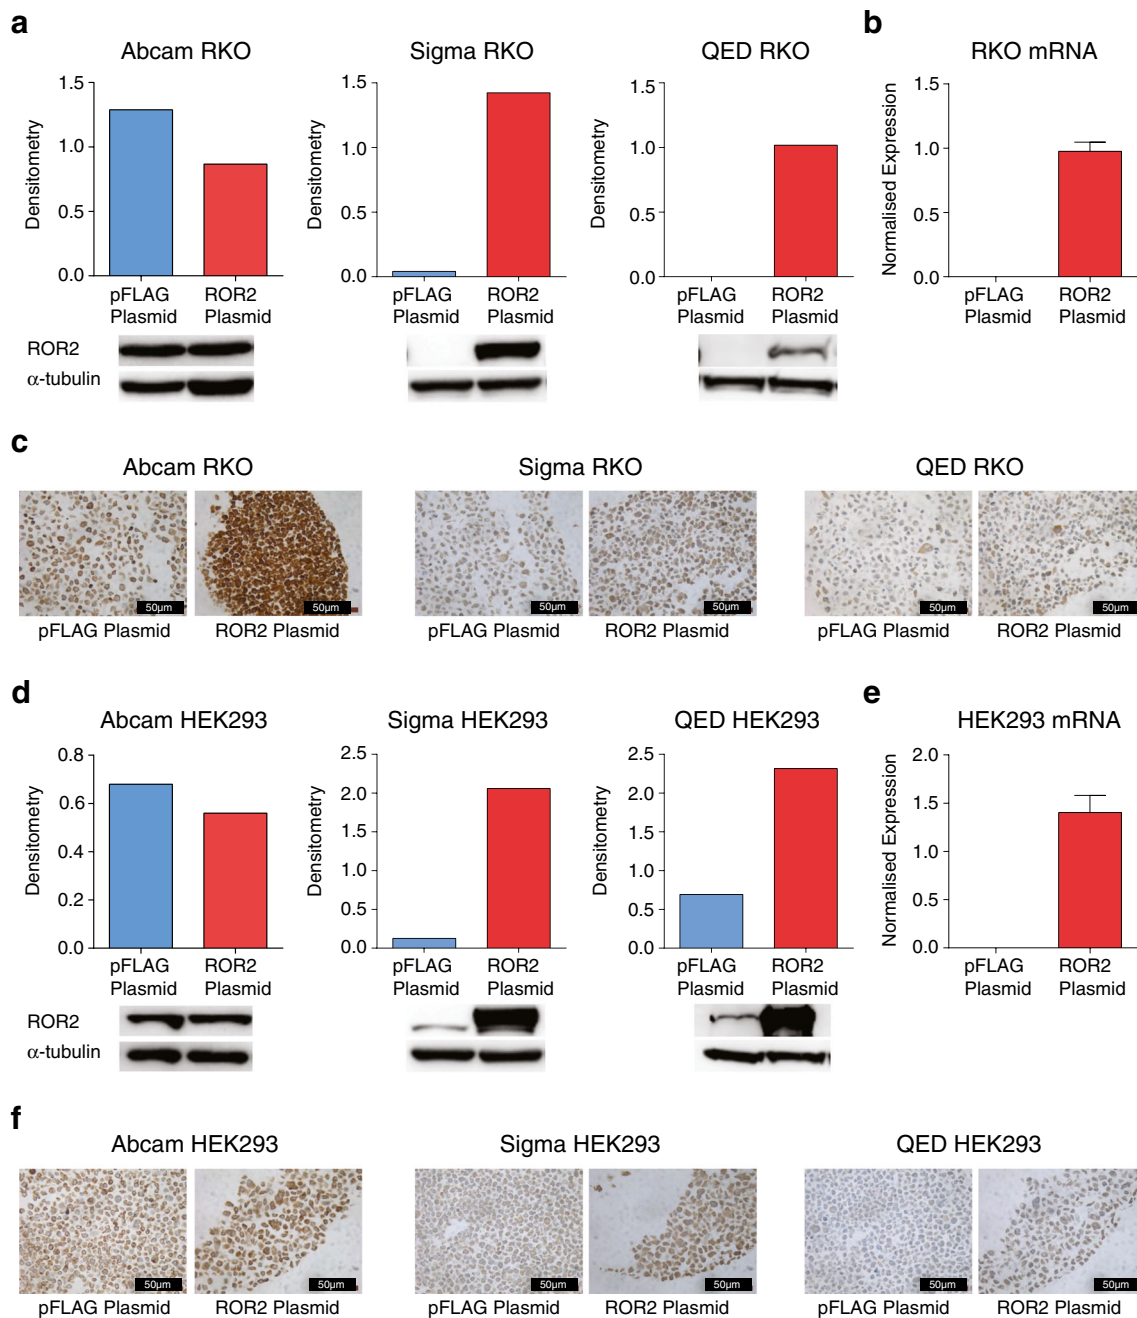 a
b
Abcam RKO
Sigma RKO
QED RKO
RKO mRNA
Densitometry
1.5
1.0
0.5
0.0
pFLAG Plasmid
ROR2 Plasmid
Densitometry
1.5
1.0
0.5
0.0
pFLAG Plasmid
ROR2 Plasmid
Densitometry
1.5
1.0
0.5
0.0
pFLAG Plasmid
ROR2 Plasmid
Normalised Expression
1.5
1.0
0.5
0.0
pFLAG Plasmid
ROR2 Plasmid
ROR2
α-tubulin
c
Abcam RKO
Sigma RKO
QED RKO
50µm
50µm
50µm
50µm
50µm
50µm
pFLAG Plasmid
ROR2 Plasmid
pFLAG Plasmid
ROR2 Plasmid
pFLAG Plasmid
ROR2 Plasmid
d
e
Abcam HEK293
Sigma HEK293
QED HEK293
HEK293 mRNA
Densitometry
0.8
0.6
0.4
0.2
0.0
pFLAG Plasmid
ROR2 Plasmid
Densitometry
2.5
2.0
1.5
1.0
0.5
0.0
pFLAG Plasmid
ROR2 Plasmid
Densitometry
2.5
2.0
1.5
1.0
0.5
0.0
pFLAG Plasmid
ROR2 Plasmid
Normalised Expression
2.0
1.5
1.0
0.5
0.0
pFLAG Plasmid
ROR2 Plasmid
ROR2
α-tubulin
f
Abcam HEK293
Sigma HEK293
QED HEK293
50µm
50µm
50µm
50µm
50µm
50µm
pFLAG Plasmid
ROR2 Plasmid
pFLAG Plasmid
ROR2 Plasmid
pFLAG Plasmid
ROR2 Plasmid